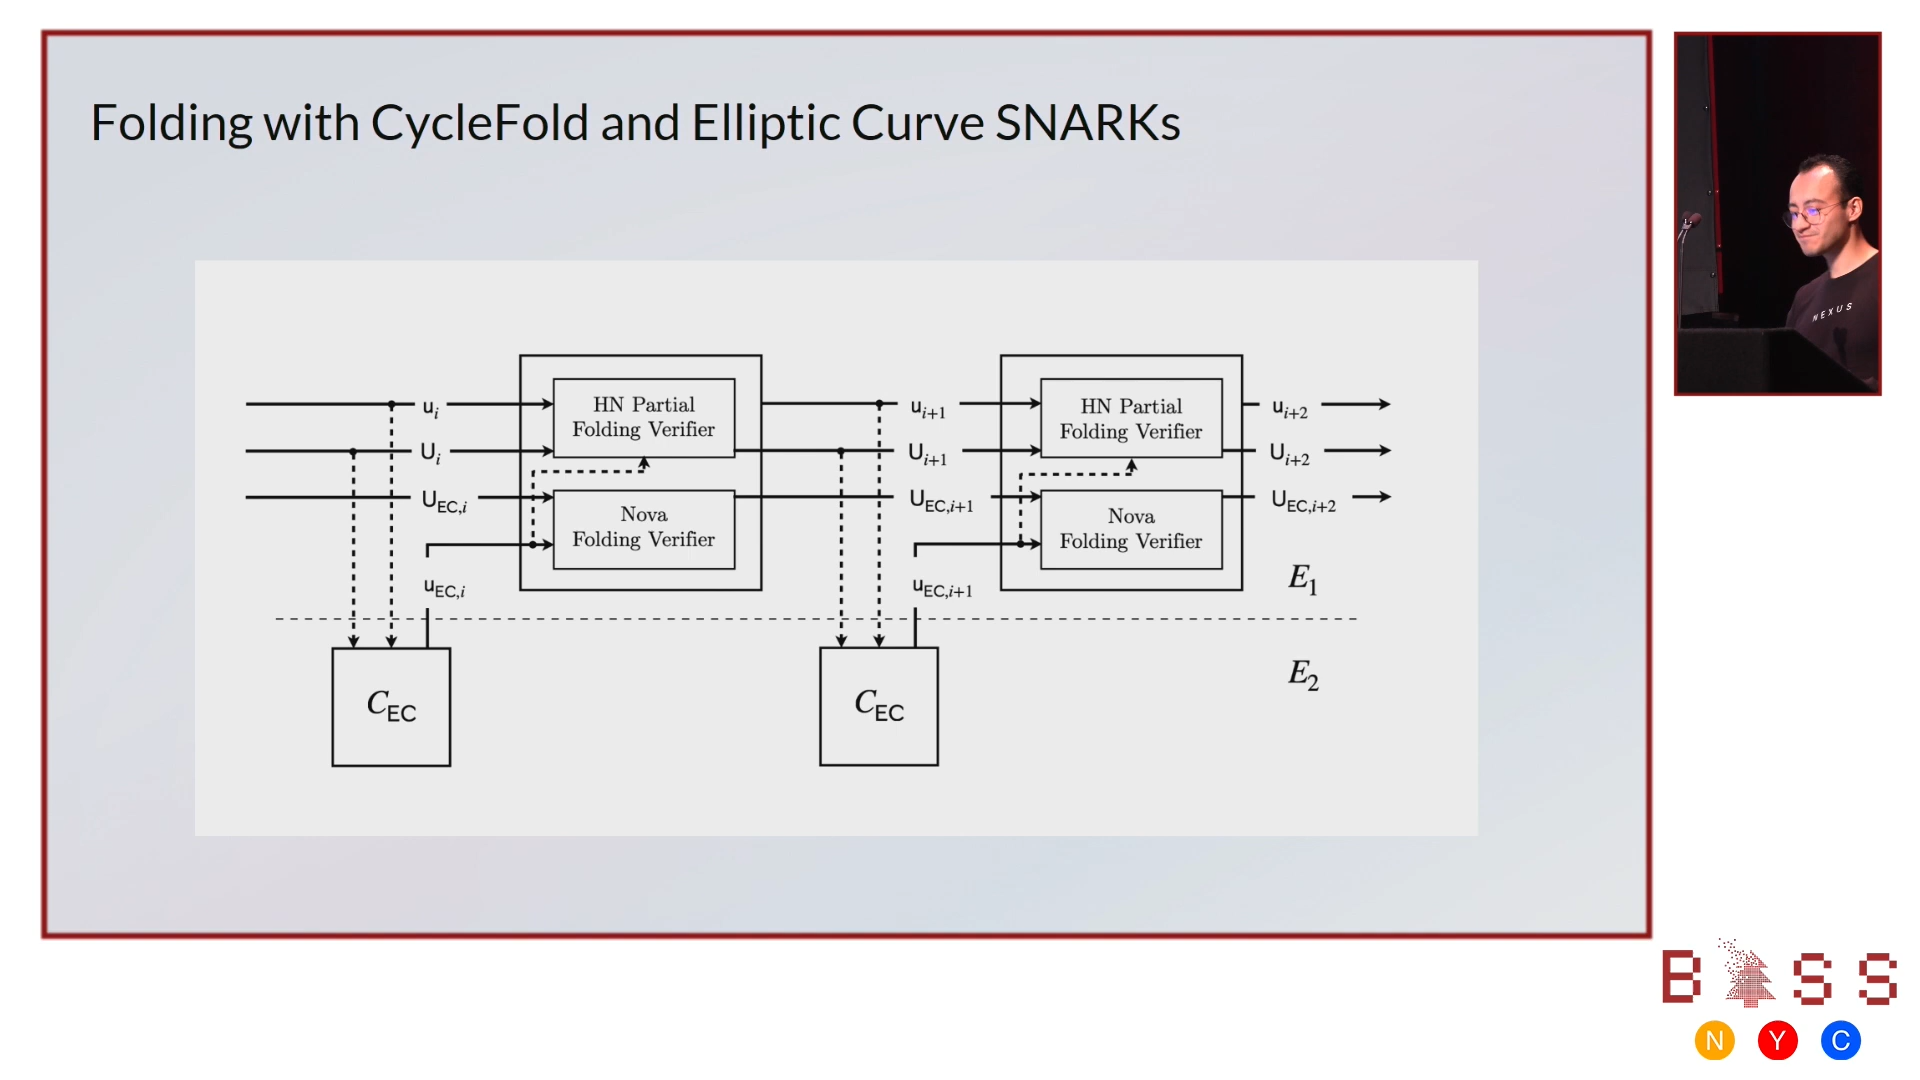 Folding with CycleFold and Elliptic Curve SNARKs
u_i
U_i
U_EC,i
u_EC,i
HN Partial
Folding Verifier
Nova
Folding Verifier
u_i+1
U_i+1
U_EC,i+1
u_EC,i+1
HN Partial
Folding Verifier
Nova
Folding Verifier
u_i+2
U_i+2
U_EC,i+2
E_1
E_2
C_EC
C_EC
NEXUS
B SS
N Y C